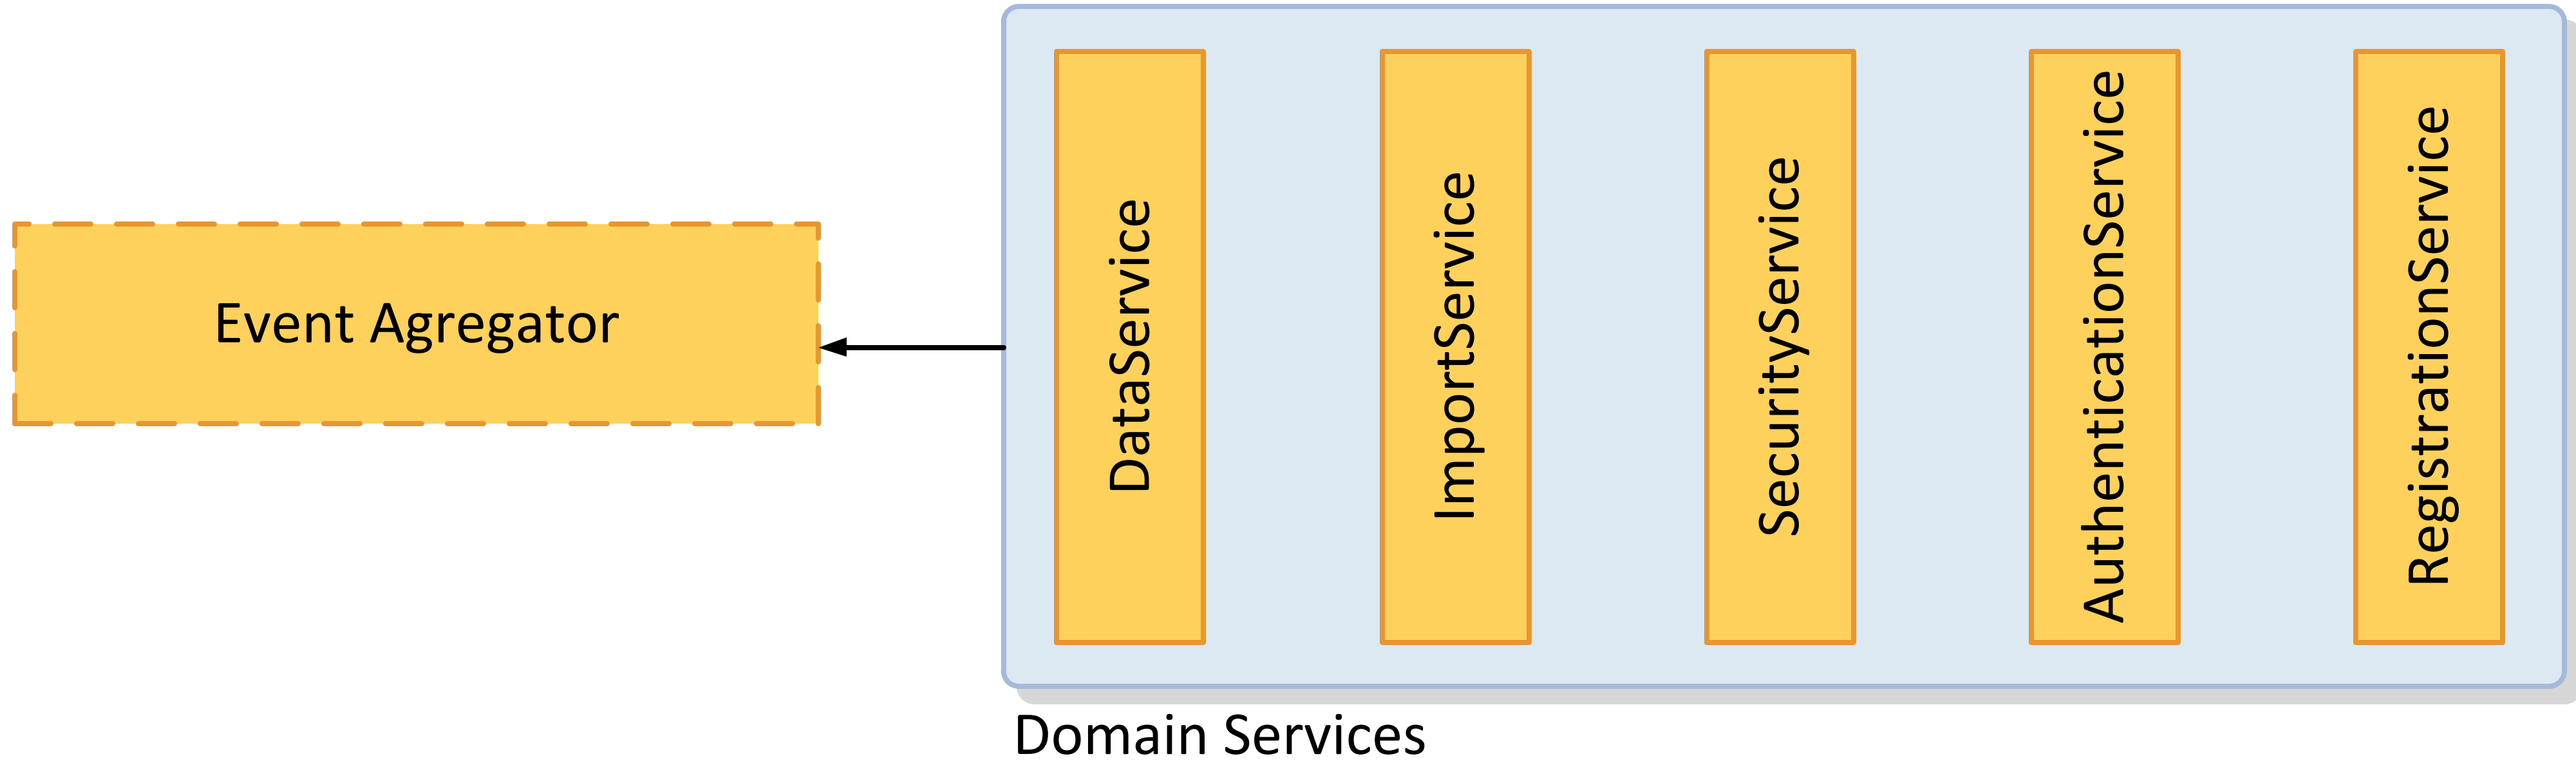 Event Agregator
DataService
ImportService
SecurityService
AuthenticationService
RegistrationService
Domain Services